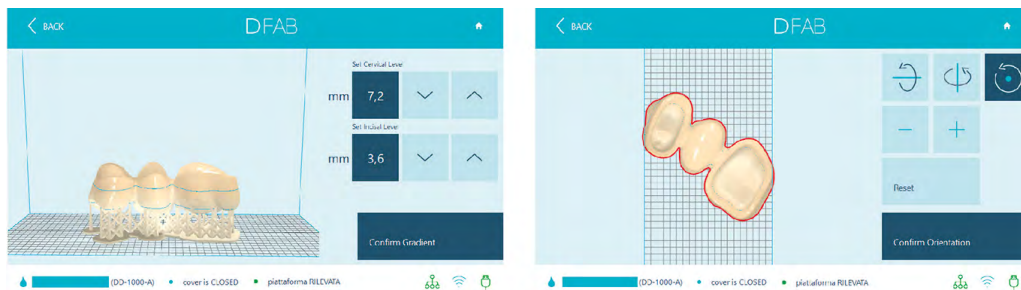 BACK
DFAB
Set Cervical Level
mm
7,2
Set Incisal Level
mm
3,6
Confirm Gradient
(DD-1000-A)
cover is CLOSED
piattaforma RILEVATA
BACK
DFAB
Reset
Confirm Orientation
(DD-1000-A)
cover is CLOSED
piattaforma RILEVATA